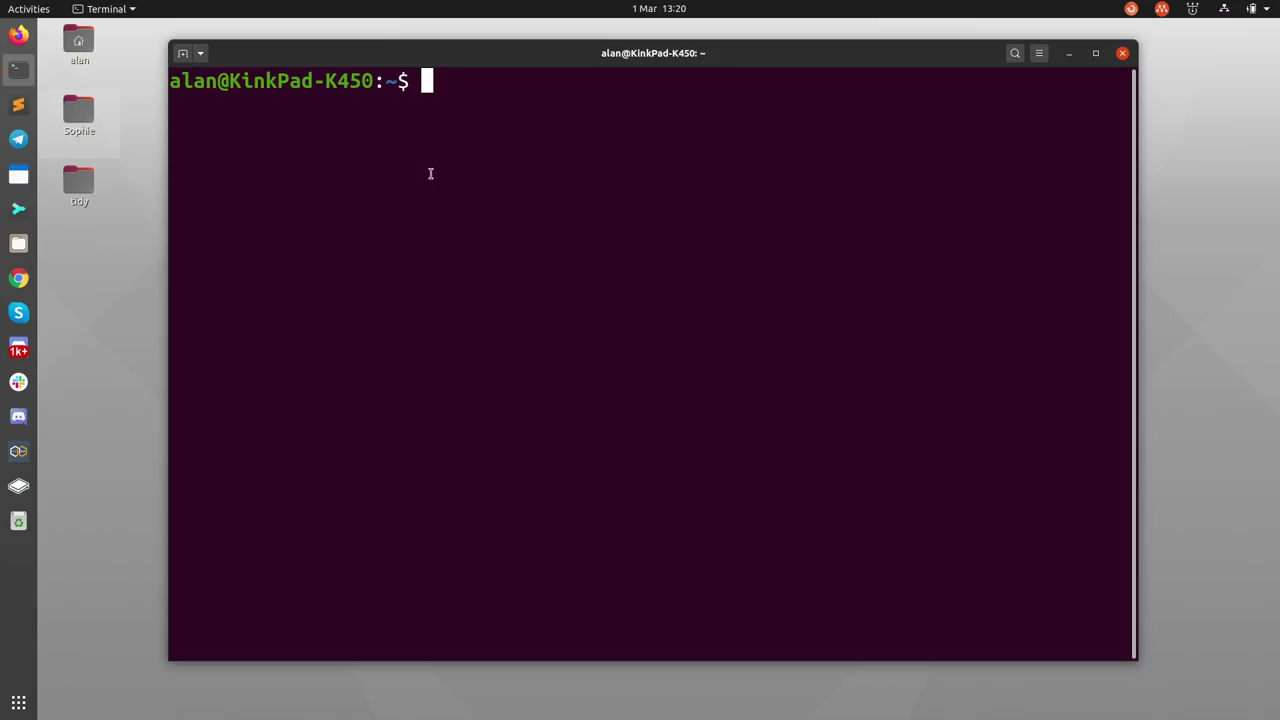 Activities
Terminal
1 Mar 13:20
alan
Sophie
tidy
alan@KinkPad-K450: ~
alan@KinkPad-K450:~$
S
1k+